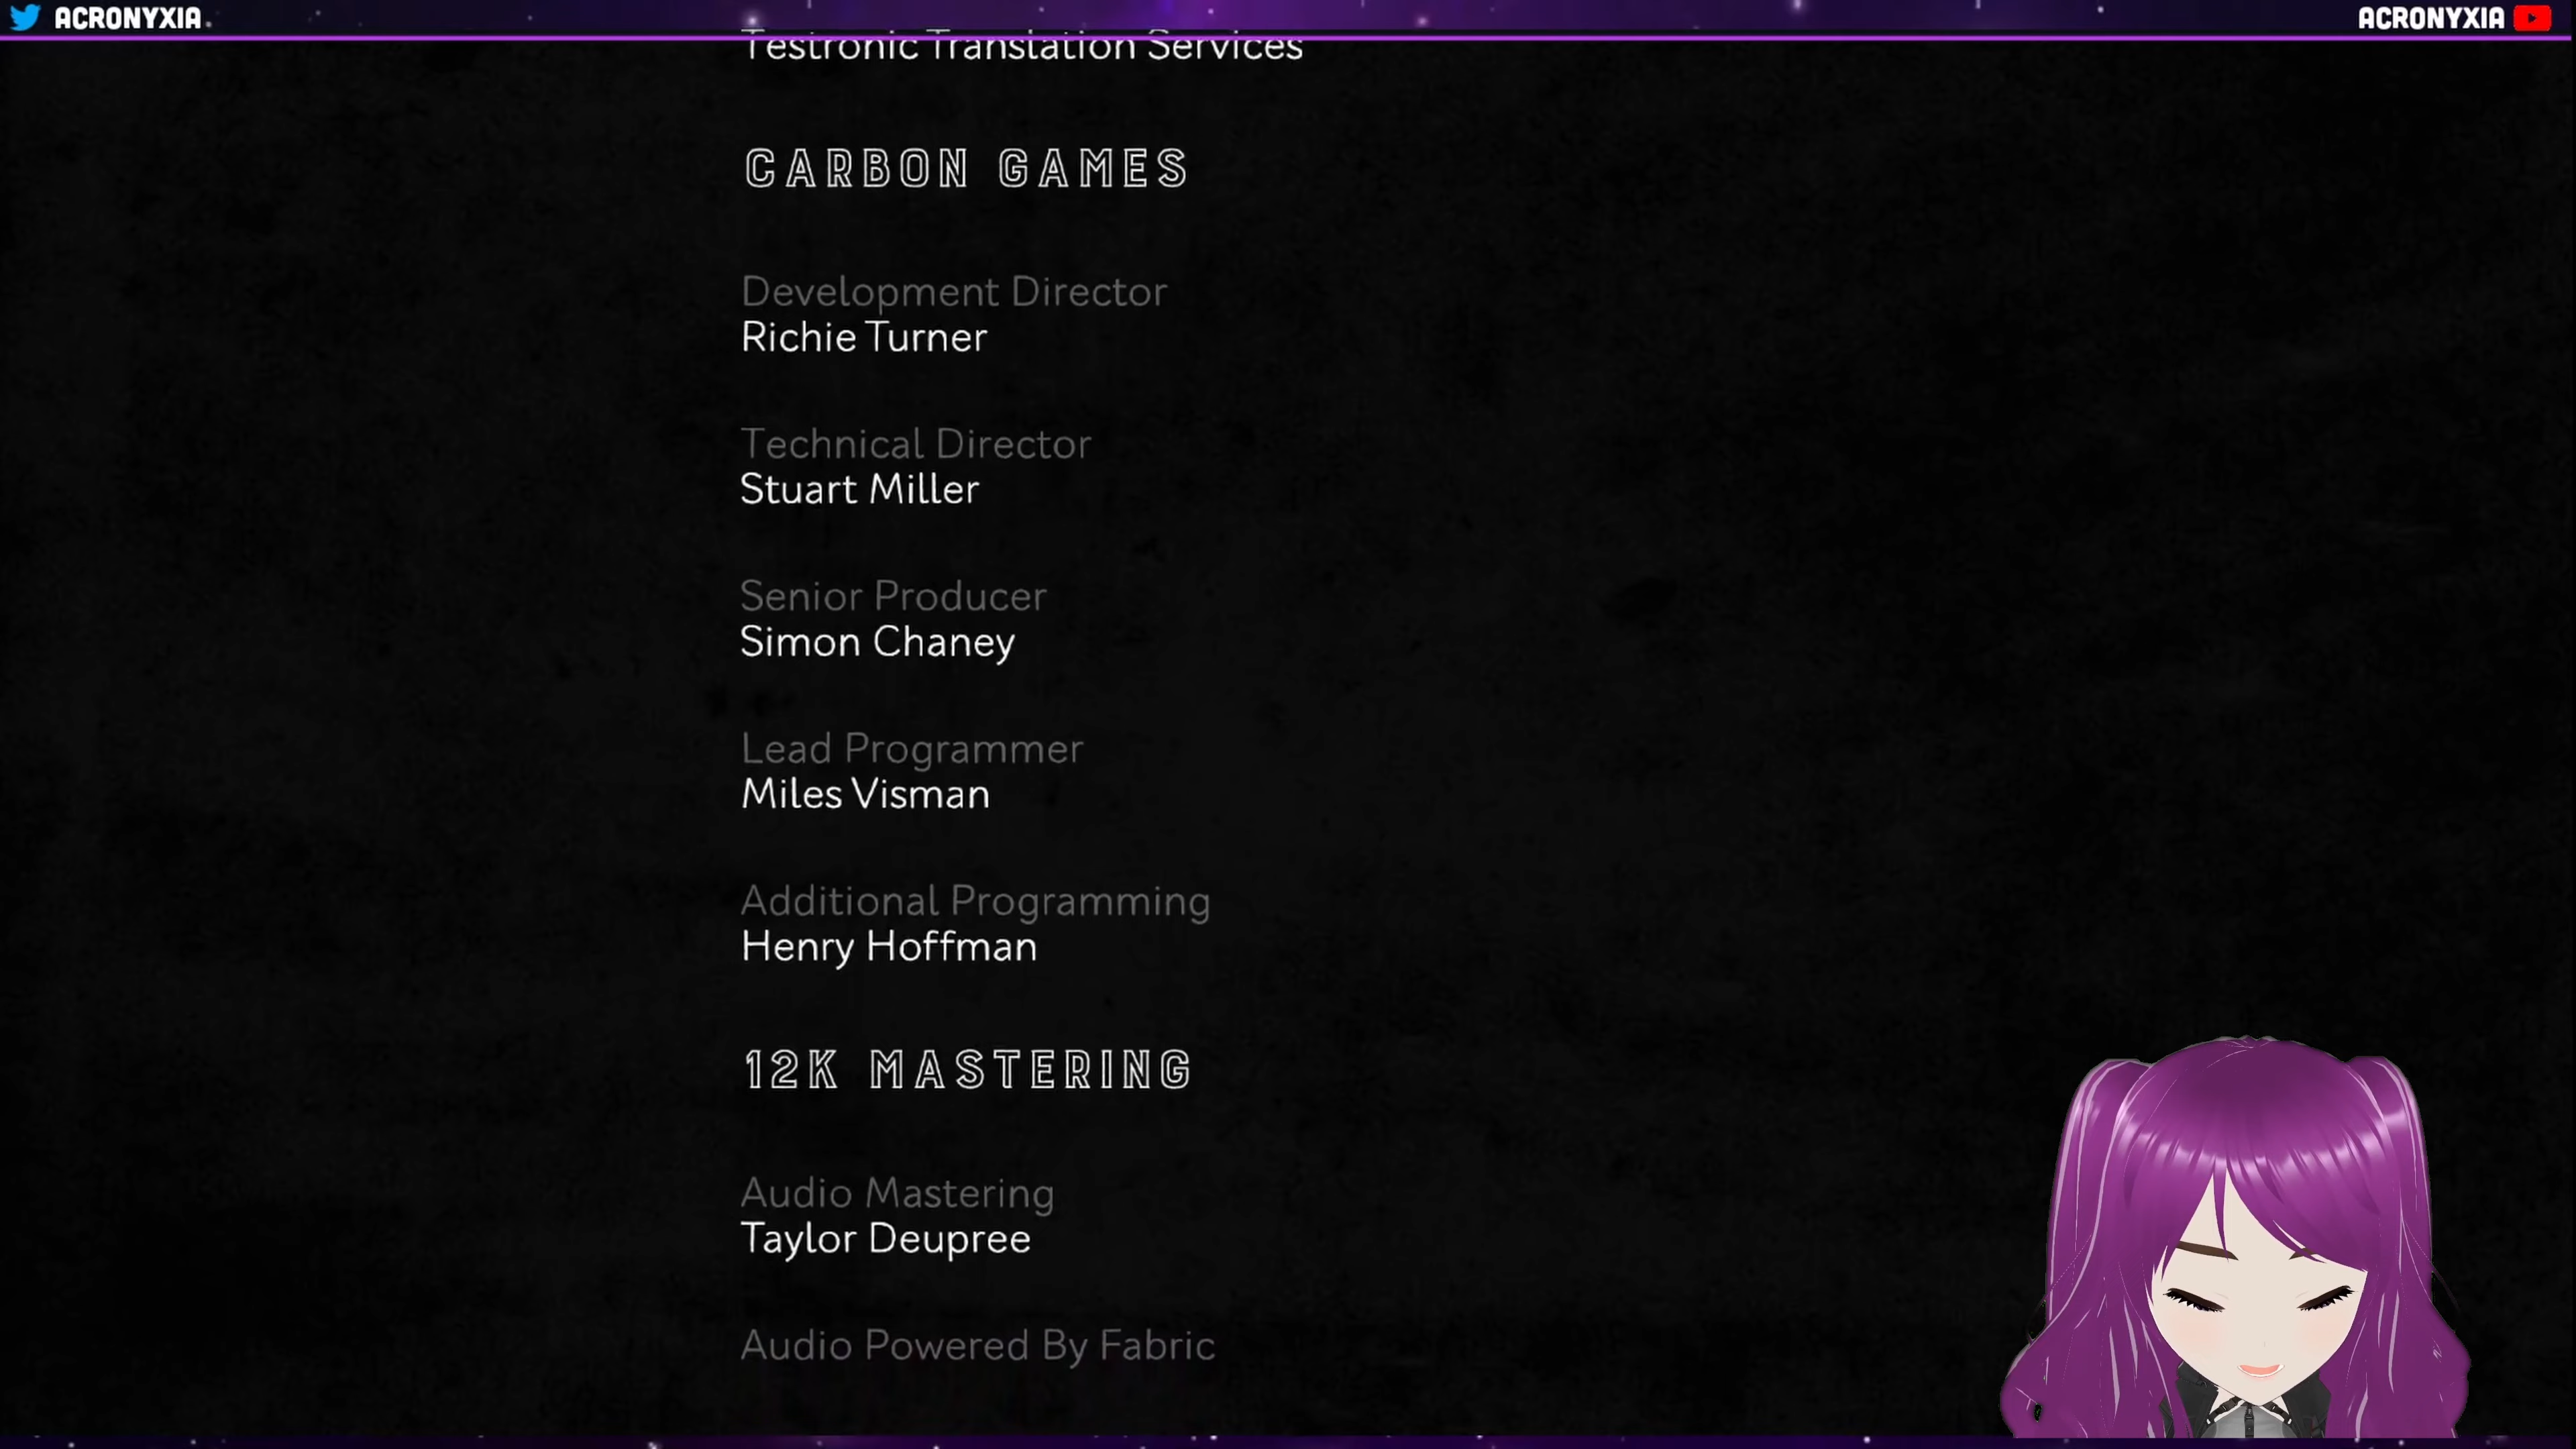 ACRONYXIA
ACRONYXIA
Testronic Translation Services
CARBON GAMES
Development Director
Richie Turner
Technical Director
Stuart Miller
Senior Producer
Simon Chaney
Lead Programmer
Miles Visman
Additional Programming
Henry Hoffman
12K MASTERING
Audio Mastering
Taylor Deupree
Audio Powered By Fabric